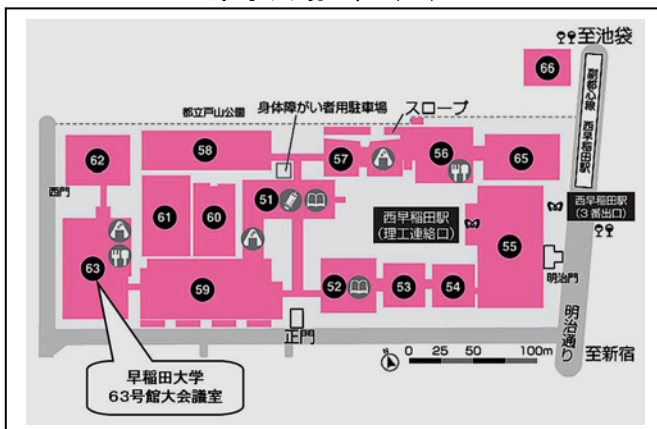 至池袋
66
副都心線 西早稲田駅
都立戸山公園
身体障がい者用駐車場
スロープ
62
58
57
56
65
西門
61
60
51
西早稲田駅
(理工連絡口)
西早稲田駅
(3番出口)
55
63
59
52
53
54
明治門
正門
明治通り
至新宿
N
0 25 50 100m
早稲田大学
63号館大会議室